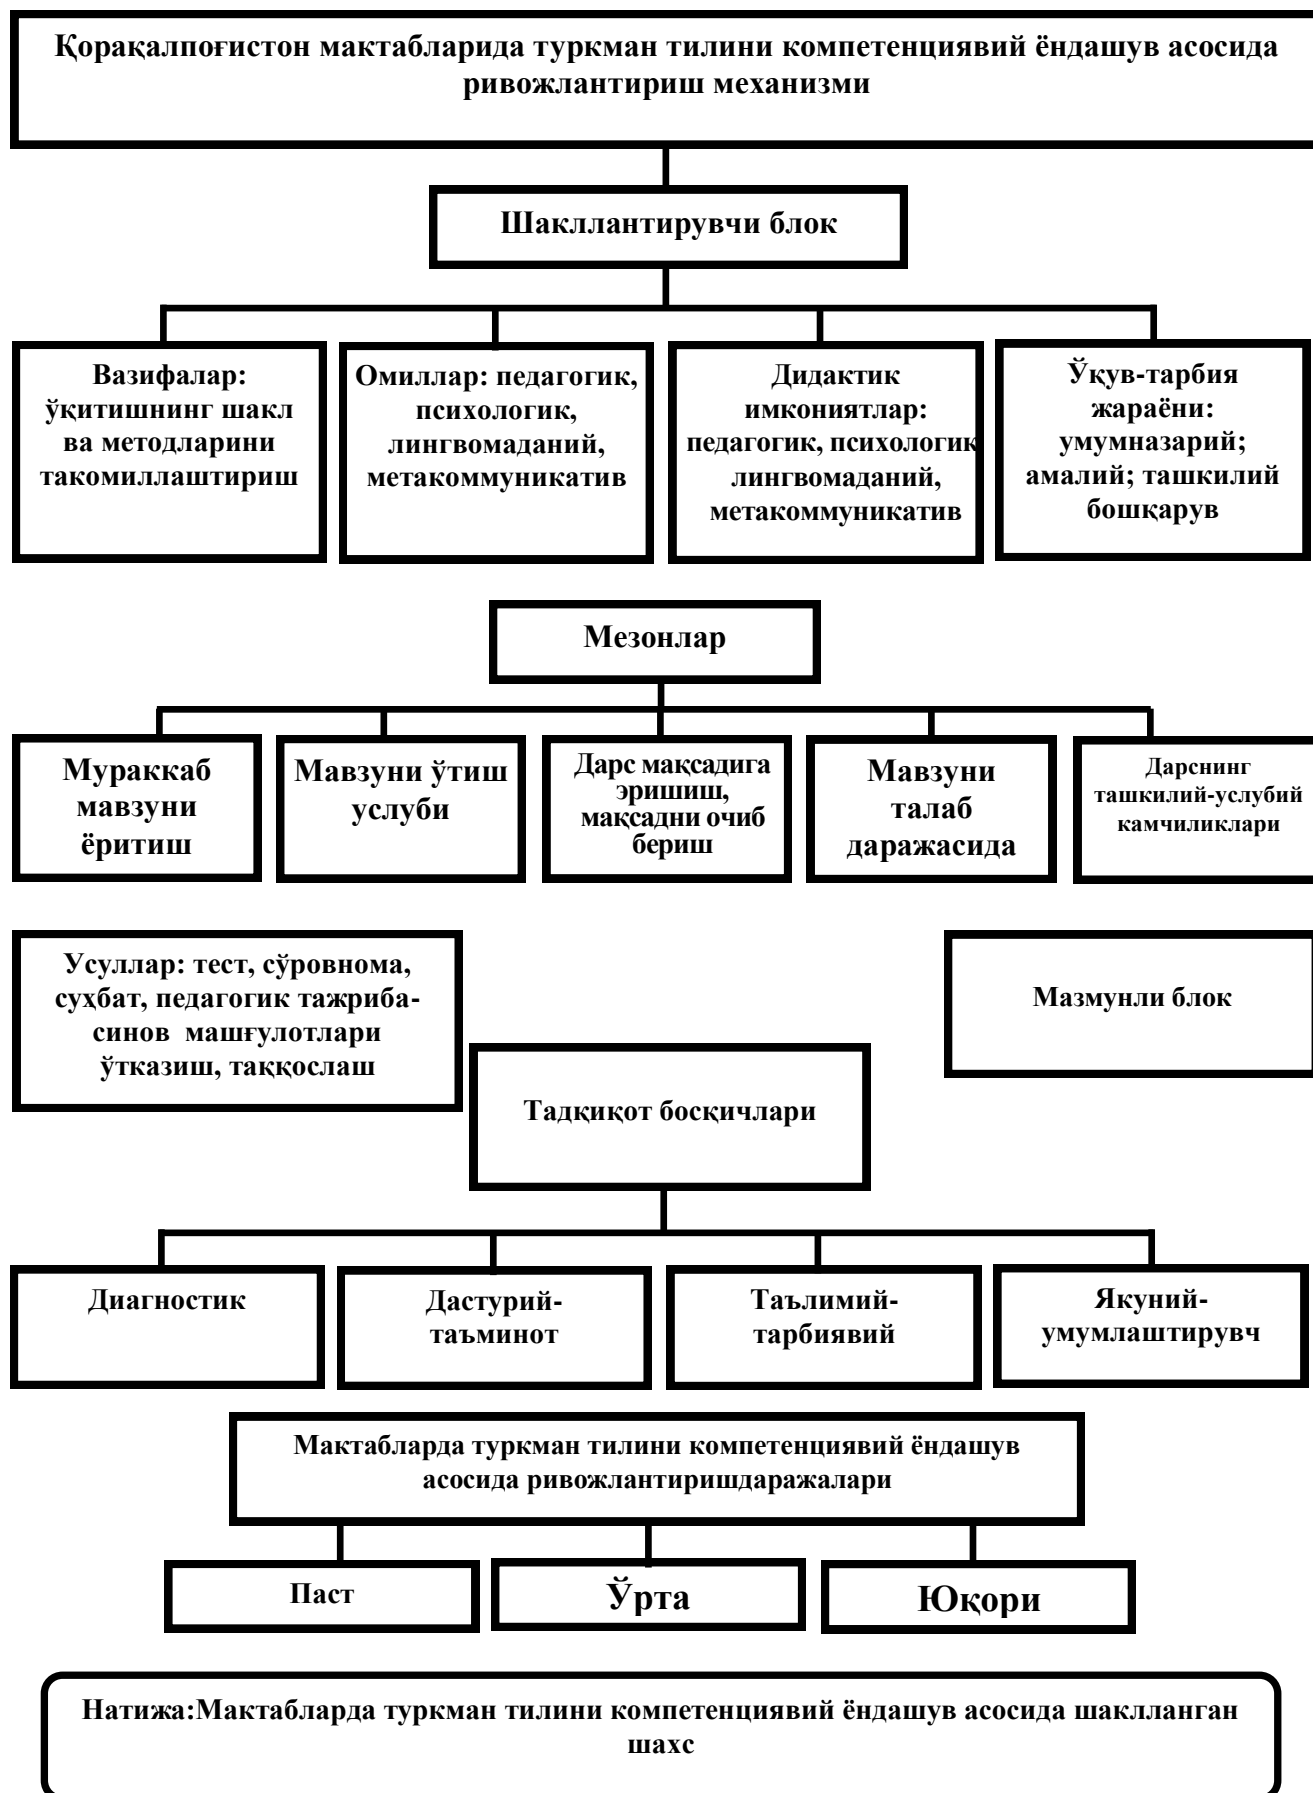 Қорақалпоғистон мактабларида туркман тилини компетенциявий ёндашув асосида
ривожлантириш механизми
Шакллантирувчи блок
Вазифалар:
ўқитишнинг шакл
ва методларини
такомиллаштириш
Омиллар: педагогик,
психологик,
лингвомаданий,
метакоммуникатив
Дидактик
имкониятлар:
педагогик, психологик
лингвомаданий,
метакоммуникатив
Ўқув-тарбия
жараёни:
умумназарий;
амалий; ташкилий
бошқарув
Мезонлар
Мураккаб
мавзуни
ёритиш
Мавзуни ўтиш
услуби
Дарс мақсадига
эришиш,
мақсадни очиб
бериш
Мавзуни
талаб
даражасида
Дарснинг
ташкилий-услубий
камчиликлари
Усуллар: тест, сўровнома,
суҳбат, педагогик тажриба-
синов машғулотлари
ўтказиш, таққослаш
Мазмунли блок
Тадқиқот босқичлари
Диагностик
Дастурий-
таъминот
Таълимий-
тарбиявий
Якуний-
умумлаштирувч
Мактабларда туркман тилини компетенциявий ёндашув
асосида ривожлантиришдаражалари
Паст
Ўрта
Юқори
Натижа:Мактабларда туркман тилини компетенциявий ёндашув асосида шаклланган
шахс